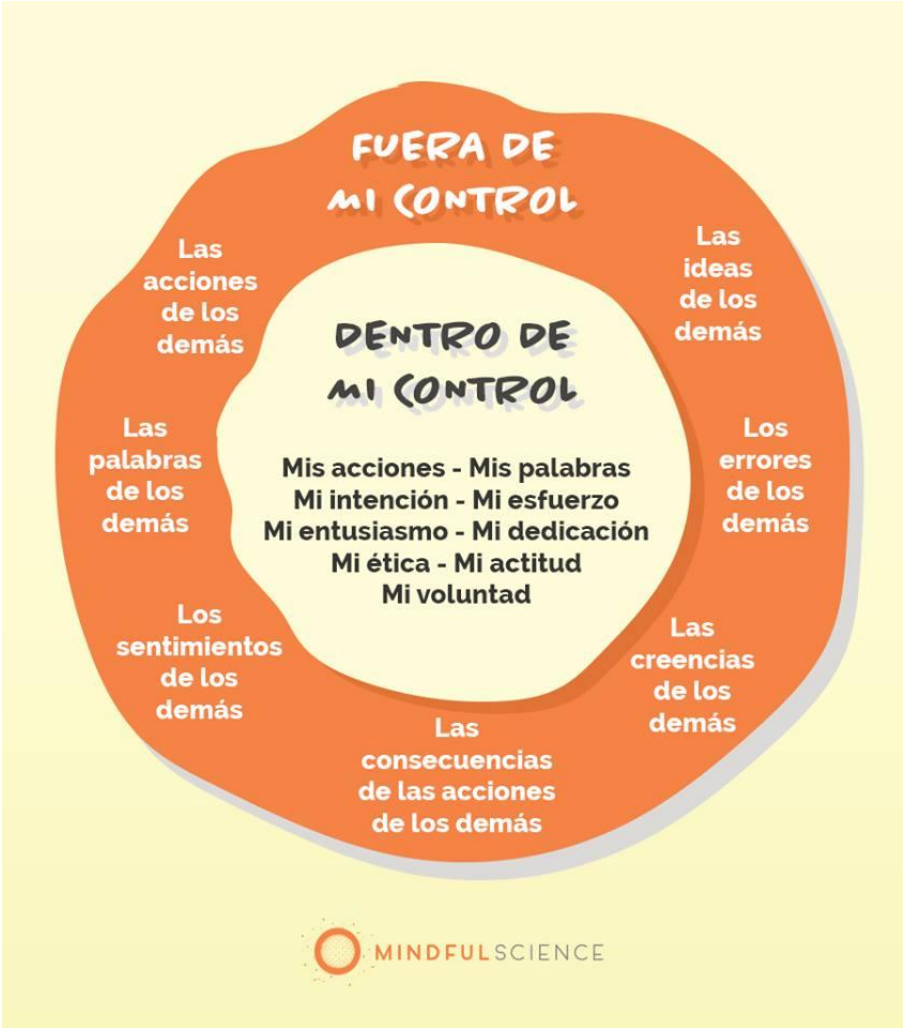 FUERA DE
MI CONTROL
Las
acciones
de los
demás
Las
ideas
de los
demás
DENTRO DE
MI CONTROL
Las
palabras
de los
demás
Mis acciones - Mis palabras
Mi intención - Mi esfuerzo
Mi entusiasmo - Mi dedicación
Mi ética - Mi actitud
Mi voluntad
Los
errores
de los
demás
Los
sentimientos
de los
demás
Las
creencias
de los
demás
Las
consecuencias
de las acciones
de los demás
MINDFULSCIENCE